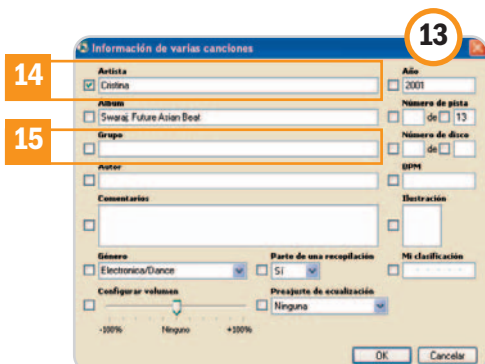 13
Información de varias canciones
14
Artista
Año
Cristina
2001
Album
Número de pista
Swaraj: Future Asian Beat
de 13
15
Grupo
Número de disco
de
Autor
BPM
Comentarios
Ilustración
Género
Parte de una recopilación
Mi clasificación
Electronica/Dance
Sí
Configurar volumen
Preajuste de ecualización
Ninguna
-100% Ninguno +100%
OK Cancelar